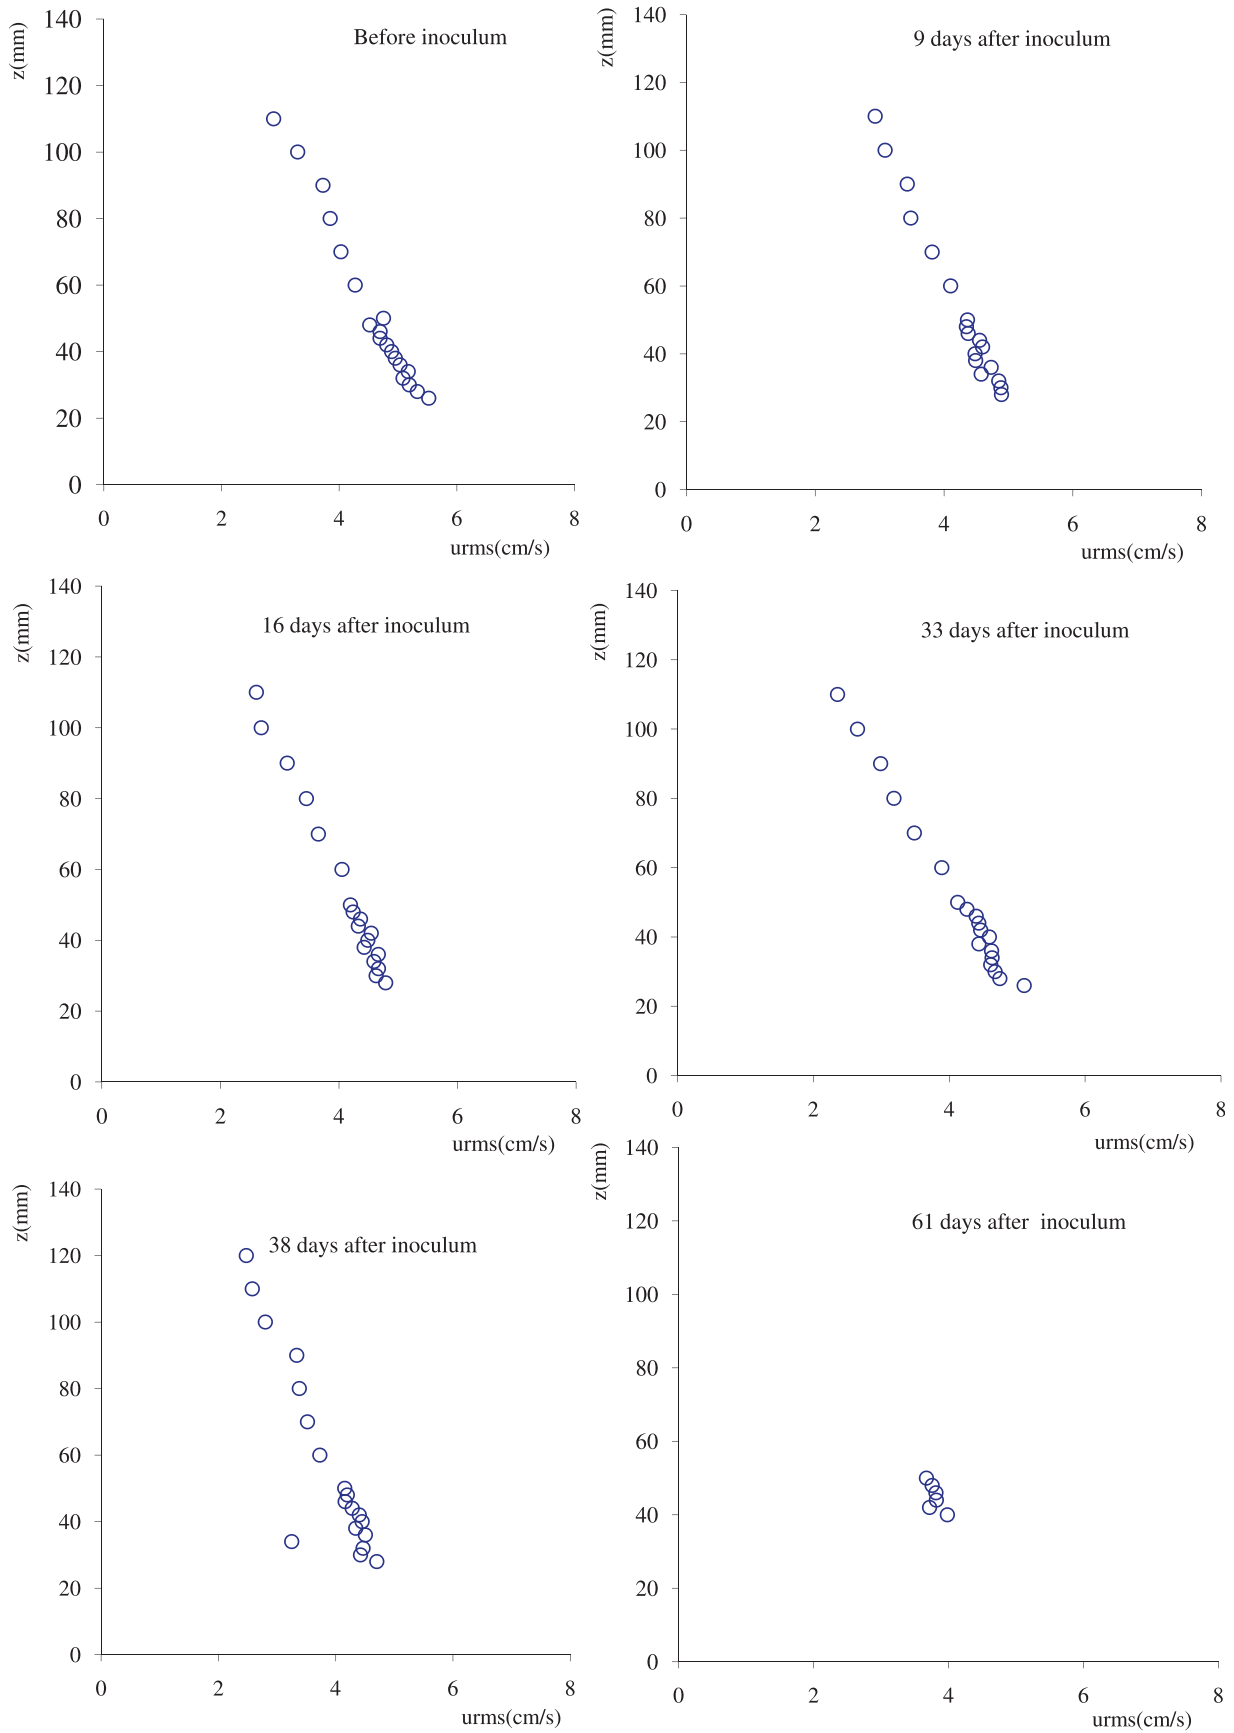 z(mm)
140
Before inoculum
120
100
80
60
40
20
0
0 2 4 6 8
urms(cm/s)
z(mm)
140
9 days after inoculum
120
100
80
60
40
20
0
0 2 4 6 8
urms(cm/s)
z(mm)
140
16 days after inoculum
120
100
80
60
40
20
0
0 2 4 6 8
urms(cm/s)
z(mm)
140
33 days after inoculum
120
100
80
60
40
20
0
0 2 4 6 8
urms(cm/s)
z(mm)
140
38 days after inoculum
120
100
80
60
40
20
0
0 2 4 6 8
urms(cm/s)
z(mm)
140
61 days after  inoculum
120
100
80
60
40
20
0
0 2 4 6 8
urms(cm/s)